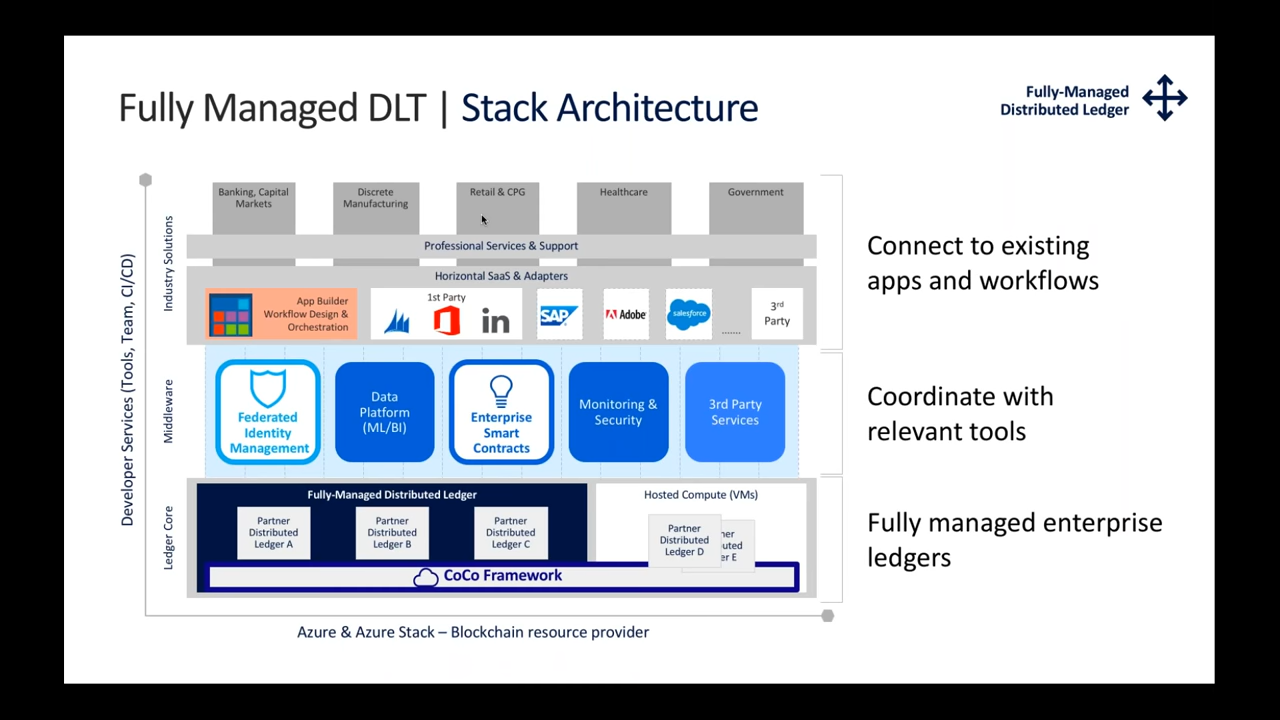 Fully Managed DLT | Stack Architecture
Fully-Managed
Distributed Ledger
Developer Services (Tools, Team, CI/CD)
Industry Solutions
Banking, Capital
Markets
Discrete
Manufacturing
Retail & CPG
Healthcare
Government
Professional Services & Support
Horizontal SaaS & Adapters
App Builder
Workflow Design &
Orchestration
1st Party
in
SAP
Adobe
salesforce
.......
3rd
Party
Connect to existing
apps and workflows
Middleware
Federated
Identity
Management
Data
Platform
(ML/BI)
Enterprise
Smart
Contracts
Monitoring &
Security
3rd Party
Services
Coordinate with
relevant tools
Ledger Core
Fully-Managed Distributed Ledger
Partner
Distributed
Ledger A
Partner
Distributed
Ledger B
Partner
Distributed
Ledger C
Hosted Compute (VMs)
Partner
Distributed
Ledger D
ner
uted
er E
CoCo Framework
Fully managed enterprise
ledgers
Azure & Azure Stack – Blockchain resource provider